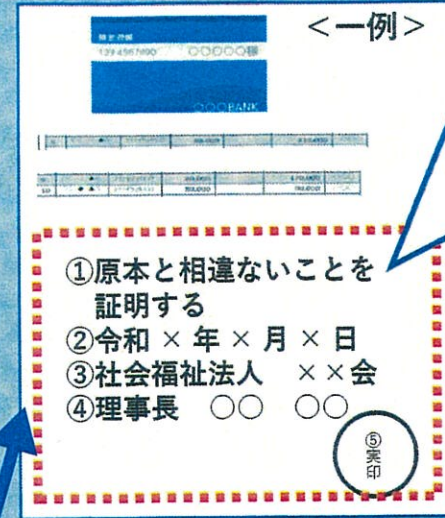 ＜一例＞
○○○○○様
○○○BANK
①原本と相違ないことを
証明する
②令和 × 年 × 月 × 日
③社会福祉法人　××会
④理事長　○○　○○
⑤実印